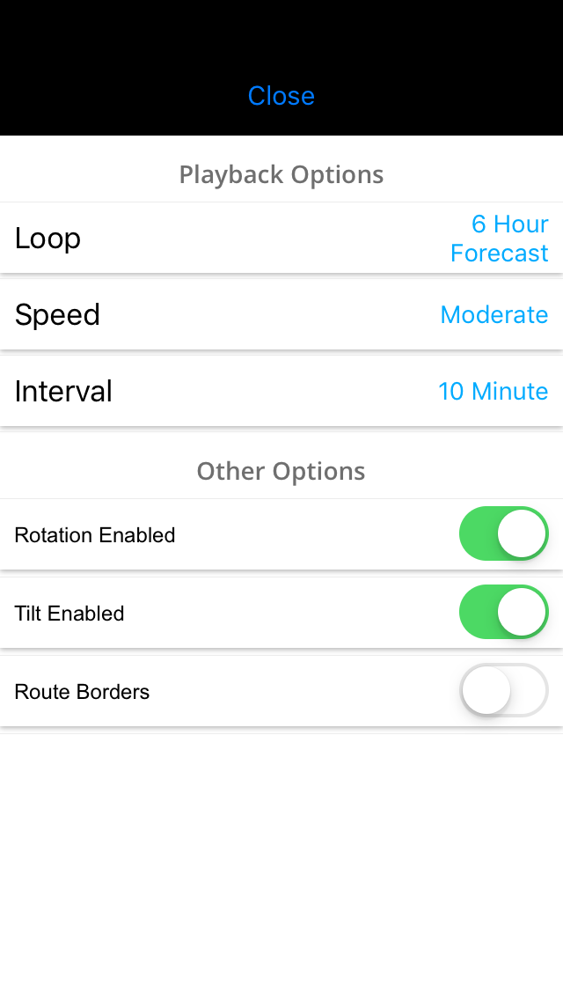 Close
Playback Options
Loop
6 Hour
Forecast
Speed
Moderate
Interval
10 Minute
Other Options
Rotation Enabled
Tilt Enabled
Route Borders